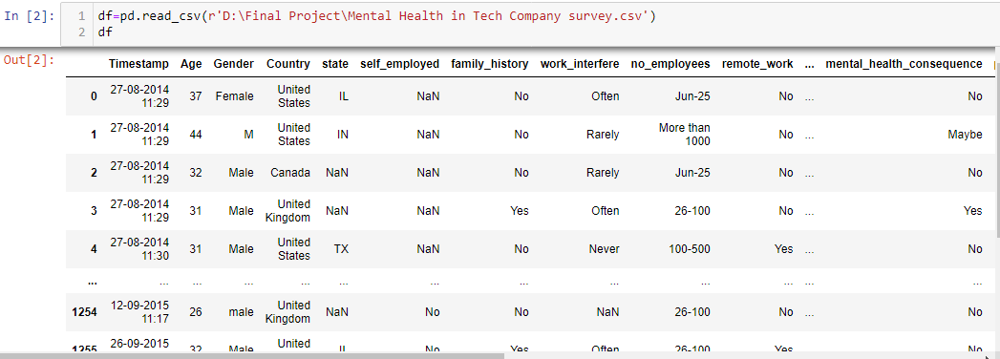 In [2]: 1 df=pd.read_csv(r'D:\Final Project\Mental Health in Tech Company survey.csv')
2 df
Out[2]:
Timestamp Age Gender Country state self_employed family_history work_interfere no_employees remote_work ... mental_health_consequence
0 27-08-2014 11:29 37 Female United States IL NaN No Often Jun-25 No ... No
1 27-08-2014 11:29 44 M United States IN NaN No Rarely More than 1000 No ... Maybe
2 27-08-2014 11:29 32 Male Canada NaN NaN No Rarely Jun-25 No ... No
3 27-08-2014 11:29 31 Male United Kingdom NaN NaN Yes Often 26-100 No ... Yes
4 27-08-2014 11:30 31 Male United States TX NaN No Never 100-500 Yes ... No
... ... ... ... ... ... ... ... ... ... ... ... ...
1254 12-09-2015 11:17 26 male United Kingdom NaN No No NaN 26-100 No ... No
1255 26-09-2015 32 Male United IL No Yes Often 26-100 Yes ... No